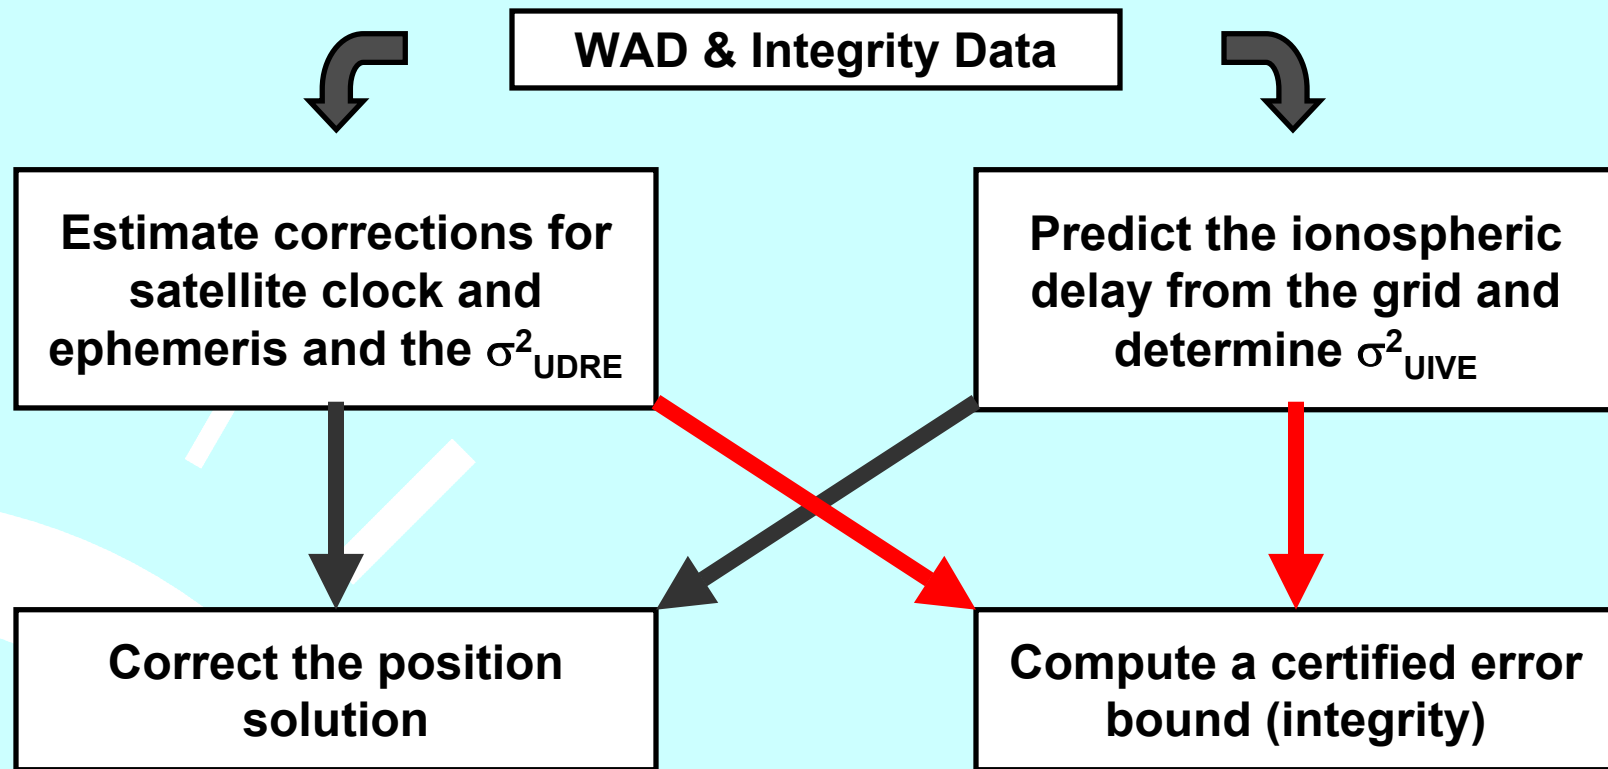 WAD & Integrity Data
Estimate corrections for
satellite clock and
ephemeris and the σ²UDRE
Predict the ionospheric
delay from the grid and
determine σ²UIVE
Correct the position
solution
Compute a certified error
bound (integrity)